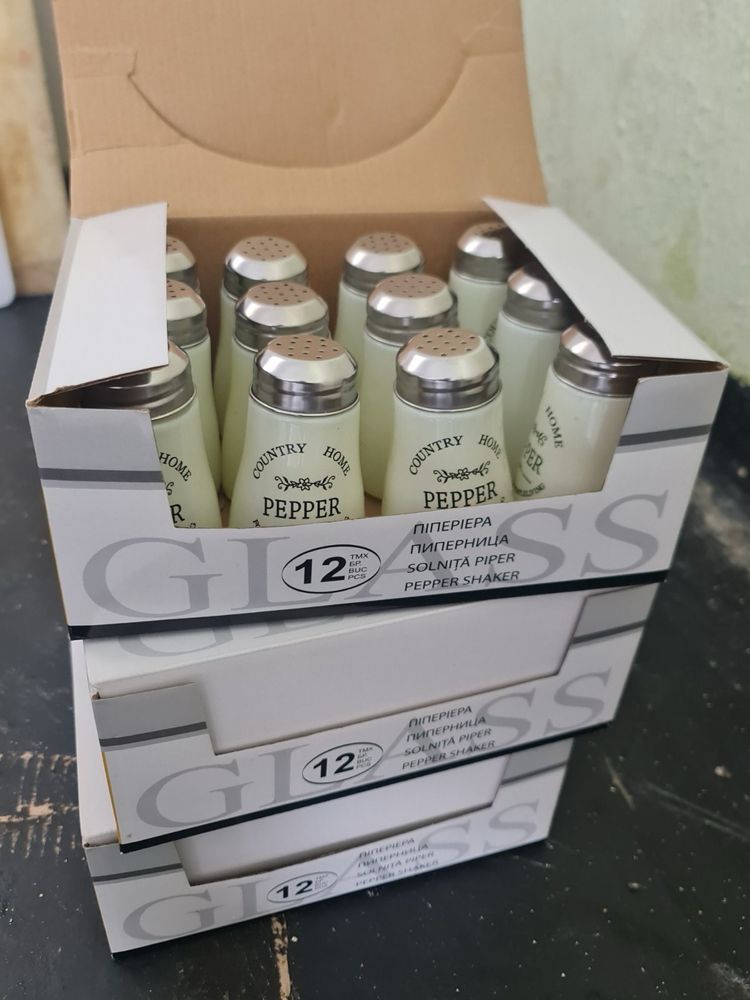 HOME
R
COUNTRY HOME
PEPPER
COUNTRY HOME
PEPPER
HOME
GLASS
12 ΤΜΧ
БР.
BUC
PCS
ΠΙΠΕΡΙΕΡΑ
ПИПЕРНИЦА
SOLNIȚĂ PIPER
PEPPER SHAKER
GLASS
12 ΤΜΧ
БР.
BUC
PCS
ΠΙΠΕΡΙΕΡΑ
ПИПЕРНИЦА
SOLNIȚĂ PIPER
PEPPER SHAKER
GLASS
12
ΠΙΠΕΡΙΕΡΑ
ПИПЕРНИЦА
SOLNIȚĂ PIPER
PEPPER SHAKER